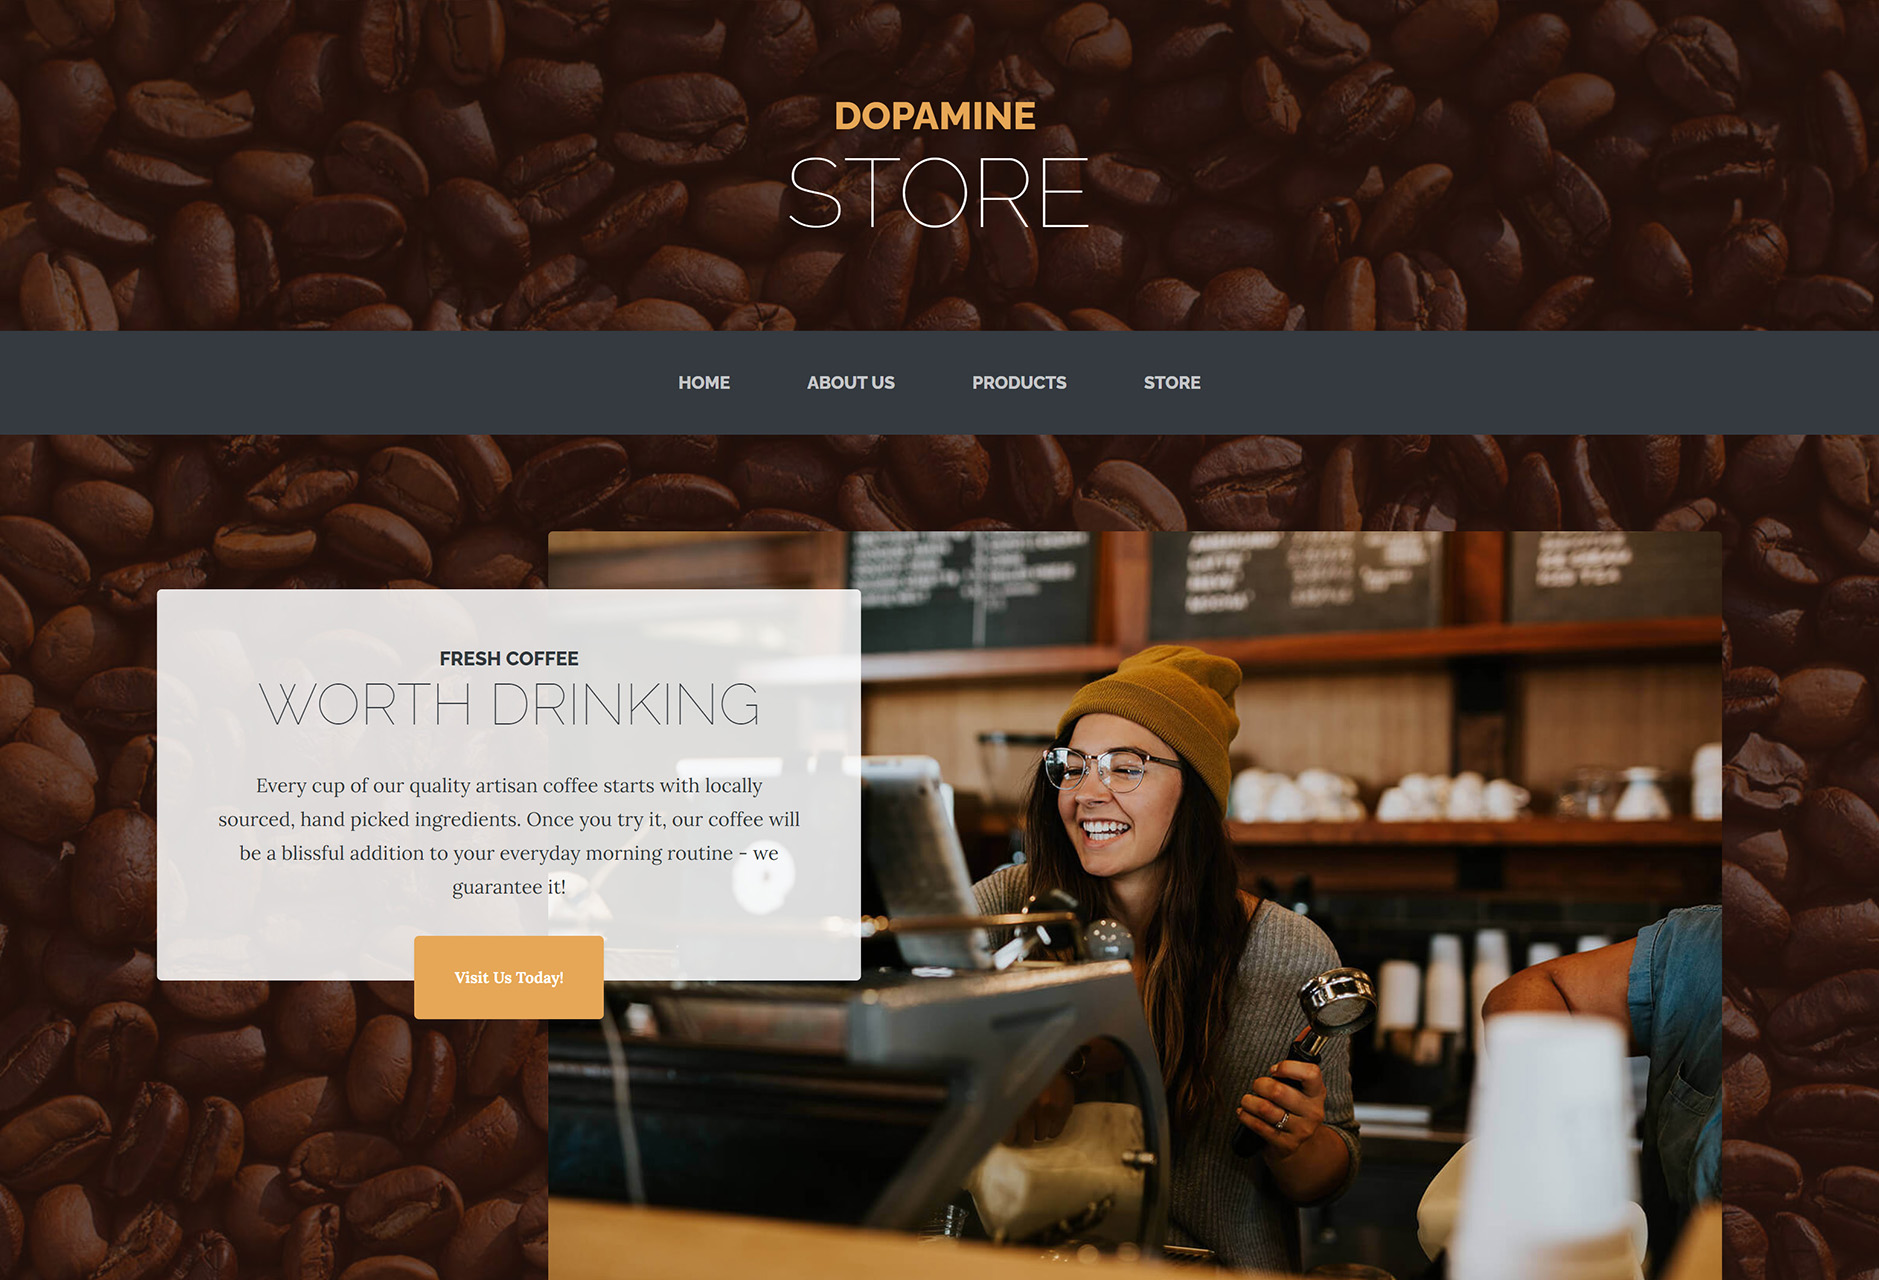 DOPAMINE
STORE
HOME ABOUT US PRODUCTS STORE
FRESH COFFEE
WORTH DRINKING
Every cup of our quality artisan coffee starts with locally
sourced, hand picked ingredients. Once you try it, our coffee will
be a blissful addition to your everyday morning routine - we
guarantee it!
Visit Us Today!